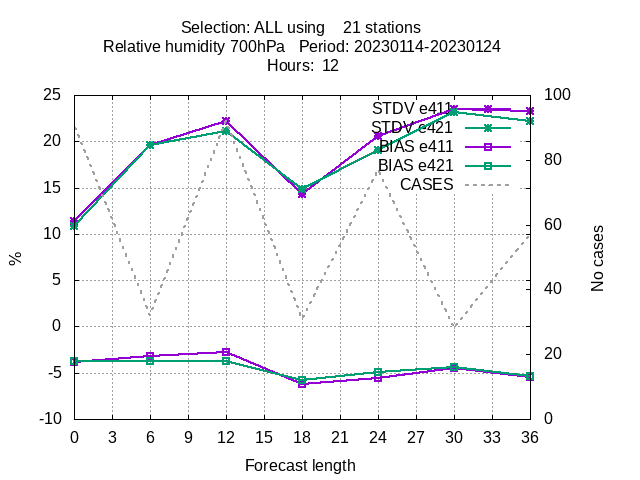 Selection: ALL using    21 stations
Relative humidity 700hPa   Period: 20230114-20230124
Hours: 12
25
20
15
10
5
0
-5
-10
100
80
60
40
20
0
STDV e411
STDV e421
BIAS e411
BIAS e421
CASES
%
No cases
0 3 6 9 12 15 18 21 24 27 30 33 36
Forecast length